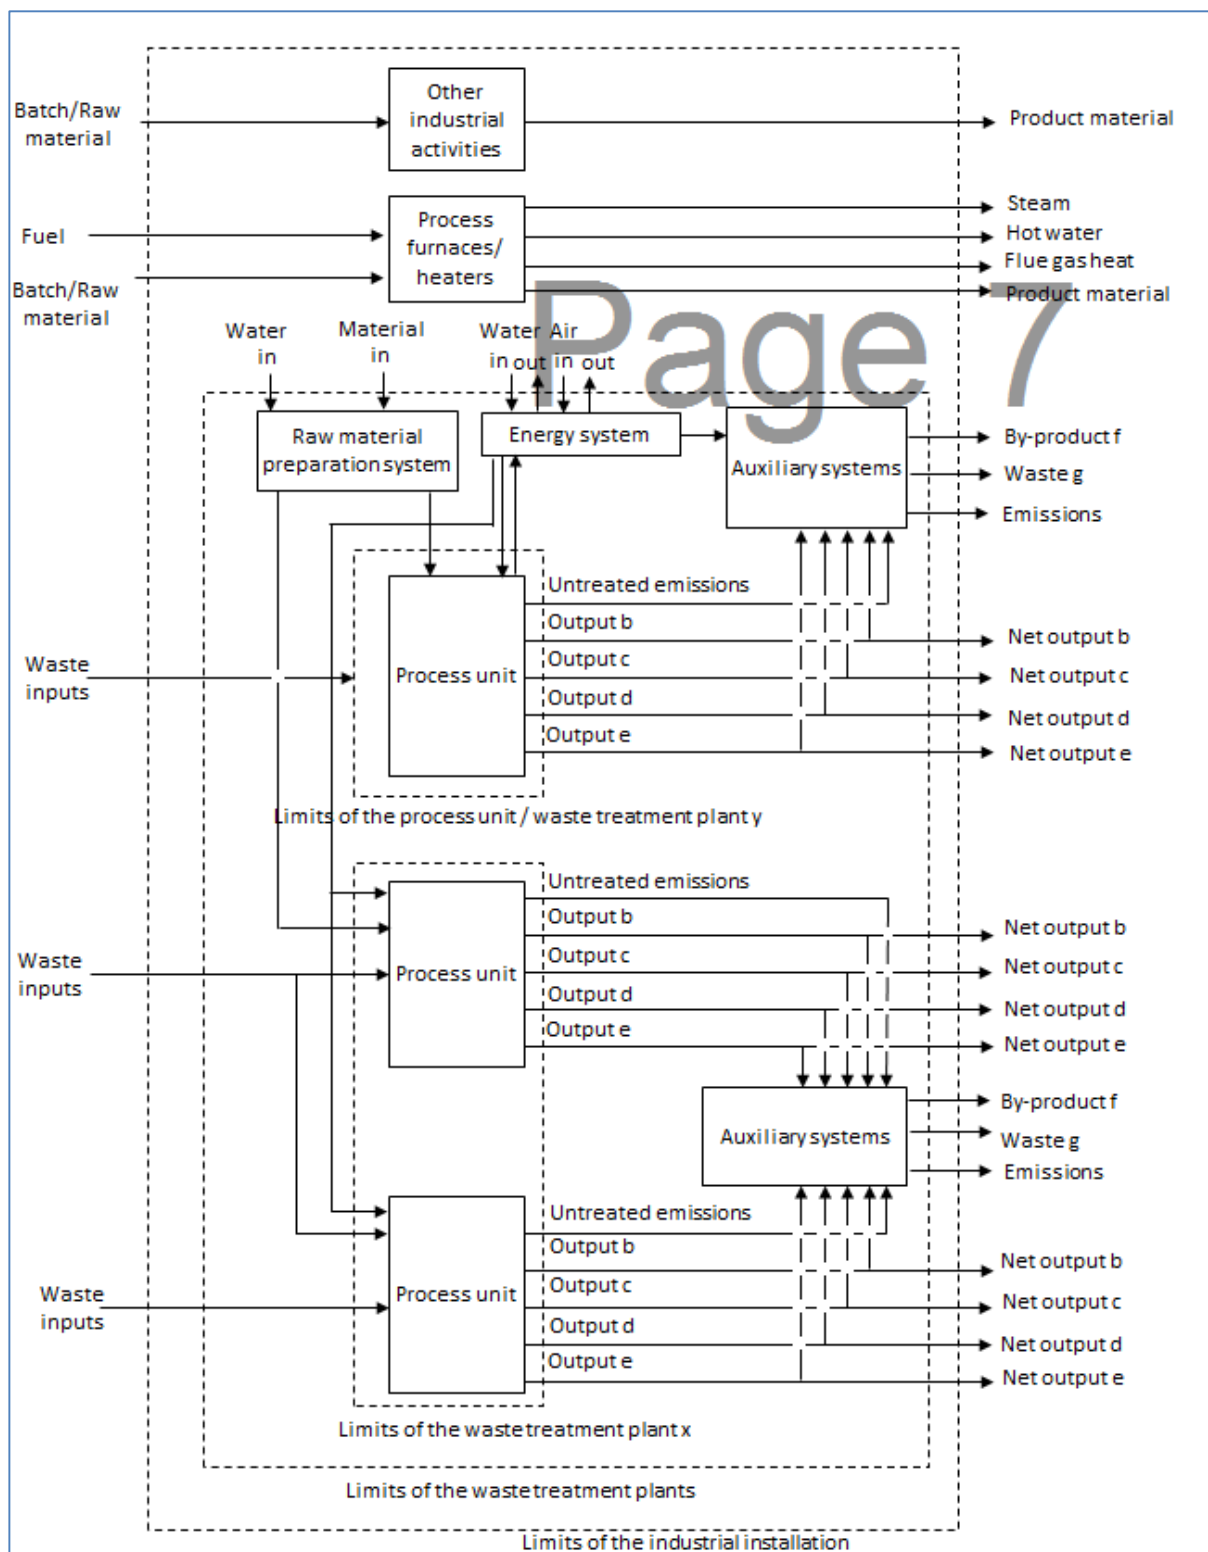 Other
industrial
activities
Batch/Raw
material
Product material
Process
furnaces/
heaters
Fuel
Batch/Raw
material
Steam
Hot water
Flue gas heat
Product material
Page 7
Water
in
Material
in
Water
in
out
Air
in
out
Raw material
preparation system
Energy system
Auxiliary systems
By-product f
Waste g
Emissions
Waste
inputs
Process unit
Untreated emissions
Output b
Output c
Output d
Output e
Net output b
Net output c
Net output d
Net output e
Limits of the process unit / waste treatment plant y
Waste
inputs
Process unit
Untreated emissions
Output b
Output c
Output d
Output e
Net output b
Net output c
Net output d
Net output e
Auxiliary systems
By-product f
Waste g
Emissions
Waste
inputs
Process unit
Untreated emissions
Output b
Output c
Output d
Output e
Net output b
Net output c
Net output d
Net output e
Limits of the waste treatment plant x
Limits of the waste treatment plants
Limits of the industrial installation